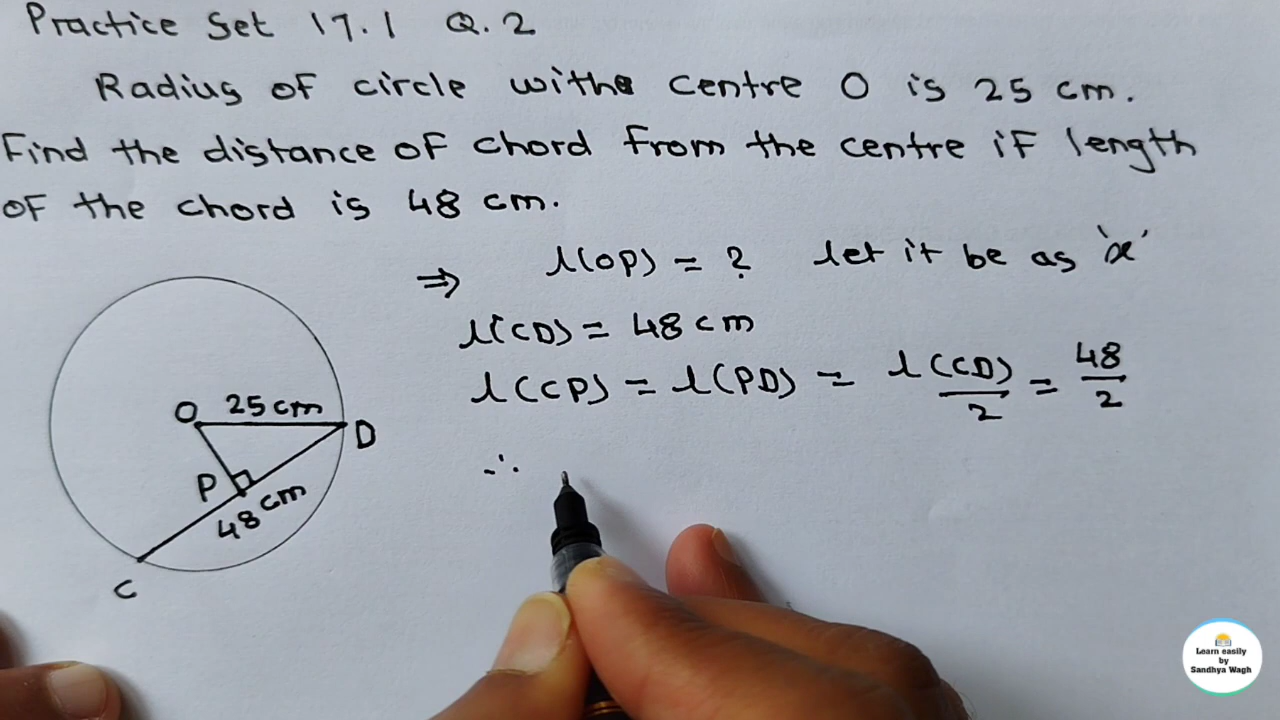 Practice Set 17.1 Q.2
Radius of circle withe centre O is 25 cm.
Find the distance of chord from the centre if length
of the chord is 48 cm.
⇒ l(OP) = ? let it be as 'x'
l(CD) = 48 cm
l(CP) = l(PD) = l(CD)/2 = 48/2
∴
O 25 cm D
P
48 cm
C
Learn easily
by
Sandhya Wagh